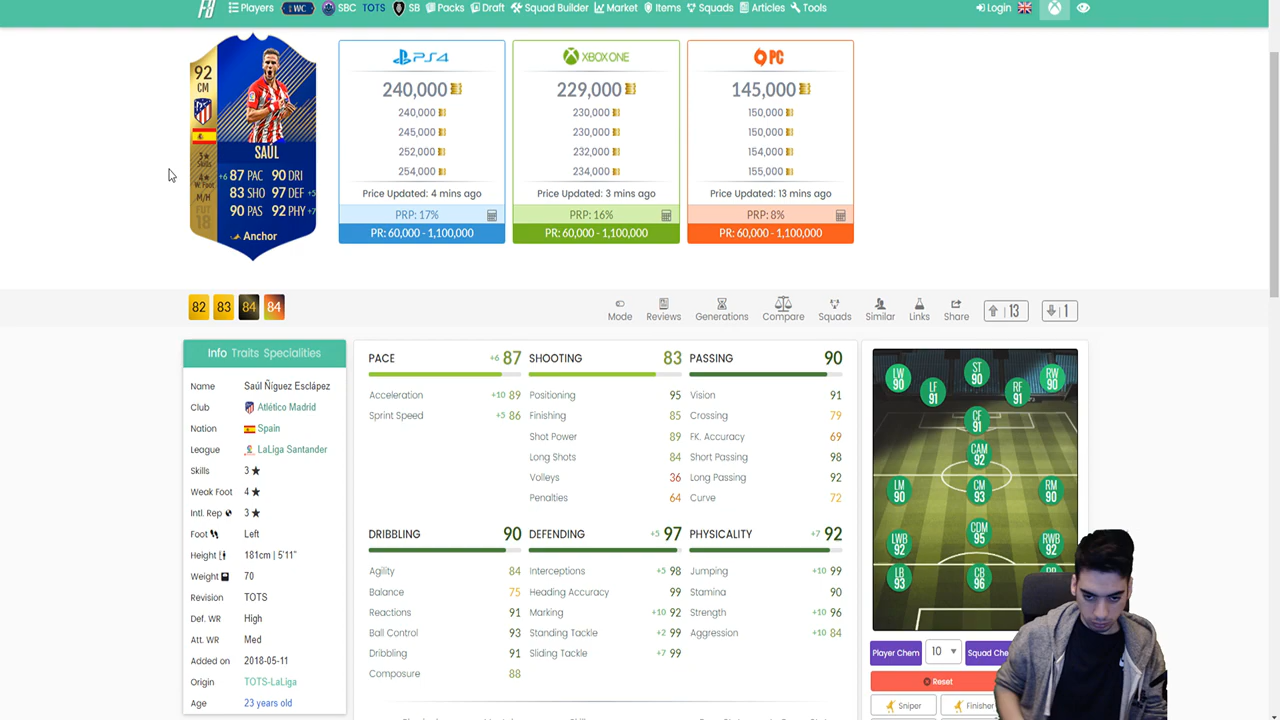 FB Players WC SBC TOTS SB Packs Draft Squad Builder Market Items Squads Articles Tools Login
92
CM
3★
Skills
4★
W. Foot
M/H
FUT
18
SAÚL
+6 87 PAC 90 DRI
83 SHO 97 DEF +5
90 PAS 92 PHY +7
Anchor
PS4
240,000
240,000
245,000
252,000
254,000
Price Updated: 4 mins ago
PRP: 17%
PR: 60,000 - 1,100,000
XBOX ONE
229,000
230,000
230,000
232,000
234,000
Price Updated: 3 mins ago
PRP: 16%
PR: 60,000 - 1,100,000
PC
145,000
150,000
150,000
154,000
155,000
Price Updated: 13 mins ago
PRP: 8%
PR: 60,000 - 1,100,000
82 83 84 84
Mode Reviews Generations Compare Squads Similar Links Share 13 1
Info Traits Specialities
Name Saúl Ñíguez Esclápez
Club Atlético Madrid
Nation Spain
League LaLiga Santander
Skills 3 ★
Weak Foot 4 ★
Intl. Rep 3 ★
Foot Left
Height 181cm | 5'11"
Weight 70
Revision TOTS
Def. WR High
Att. WR Med
Added on 2018-05-11
Origin TOTS-LaLiga
Age 23 years old
PACE +6 87
Acceleration +10 89
Sprint Speed +5 86
SHOOTING 83
Positioning 95
Finishing 85
Shot Power 89
Long Shots 84
Volleys 36
Penalties 64
PASSING 90
Vision 91
Crossing 79
FK. Accuracy 69
Short Passing 98
Long Passing 92
Curve 72
DRIBBLING 90
Agility 84
Balance 75
Reactions 91
Ball Control 93
Dribbling 91
Composure 88
DEFENDING +5 97
Interceptions +5 98
Heading Accuracy 99
Marking +10 92
Standing Tackle +2 99
Sliding Tackle +7 99
PHYSICALITY +7 92
Jumping +10 99
Stamina 90
Strength +10 96
Aggression +10 84
LW
90
ST
90
RW
90
LF
91
RF
91
CF
91
CAM
92
LM
90
CM
93
RM
90
CDM
95
LWB
92
RWB
92
LB
93
CB
96
Player Chem 10 Squad Che
Reset
Sniper Finisher